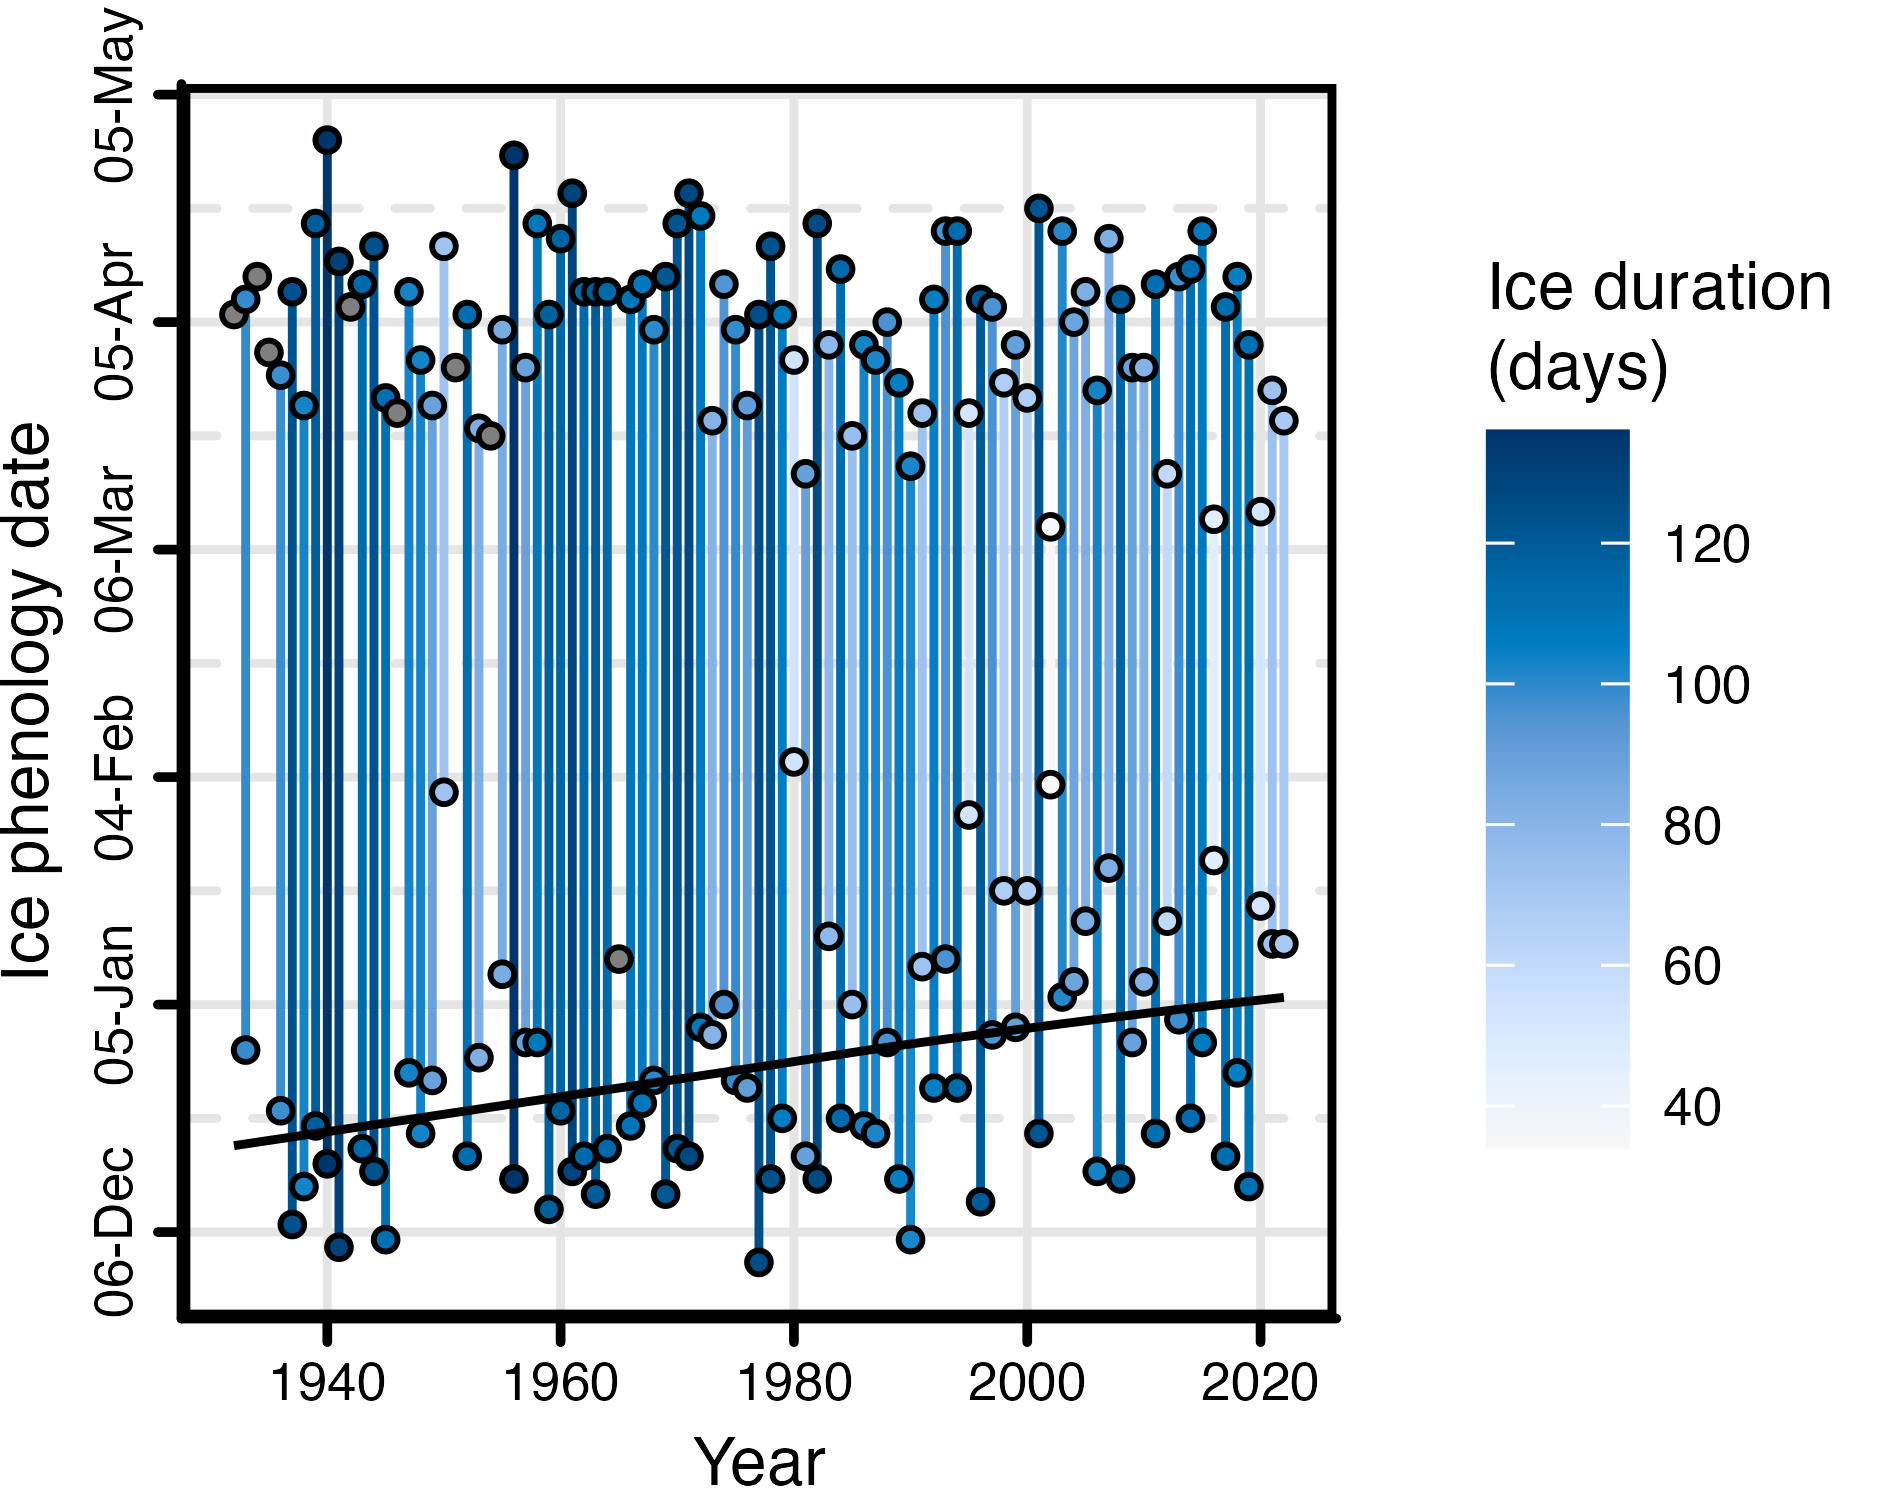 Ice phenology date
05-May
05-Apr
06-Mar
04-Feb
05-Jan
06-Dec
1940
1960
1980
2000
2020
Year
Ice duration
(days)
120
100
80
60
40